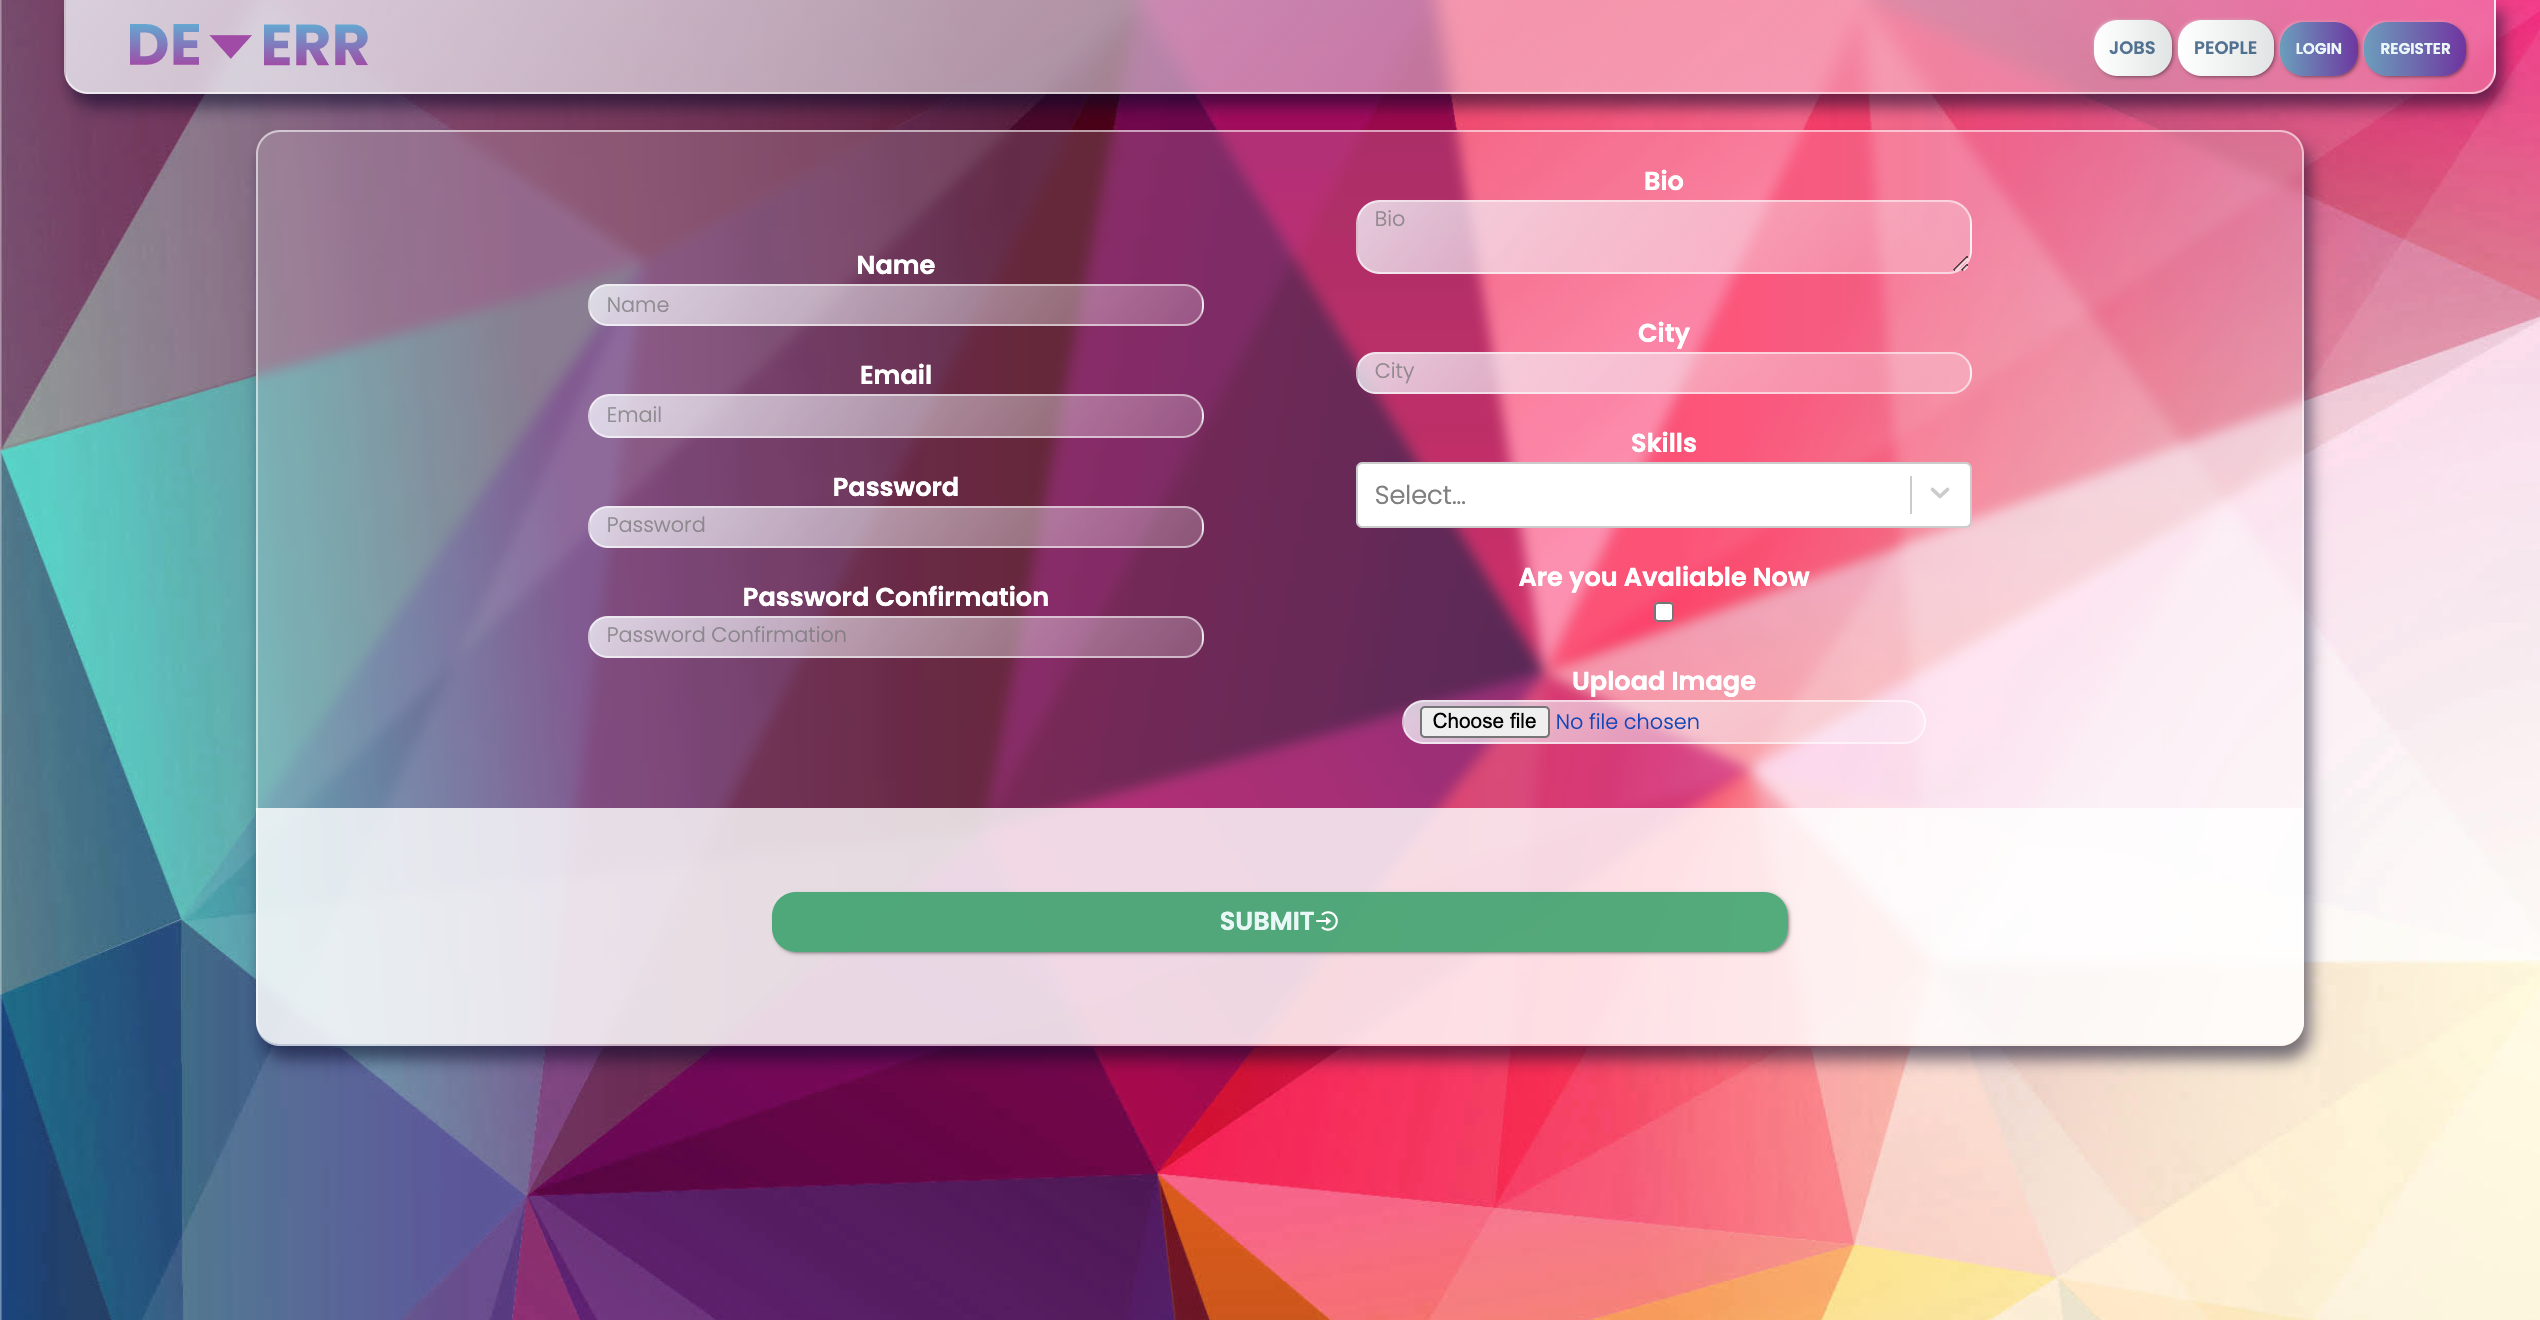 DE▼ERR
JOBS
PEOPLE
LOGIN
REGISTER
Name
Name
Email
Email
Password
Password
Password Confirmation
Password Confirmation
Bio
Bio
City
City
Skills
Select...
Are you Avaliable Now
Upload Image
Choose file No file chosen
SUBMIT